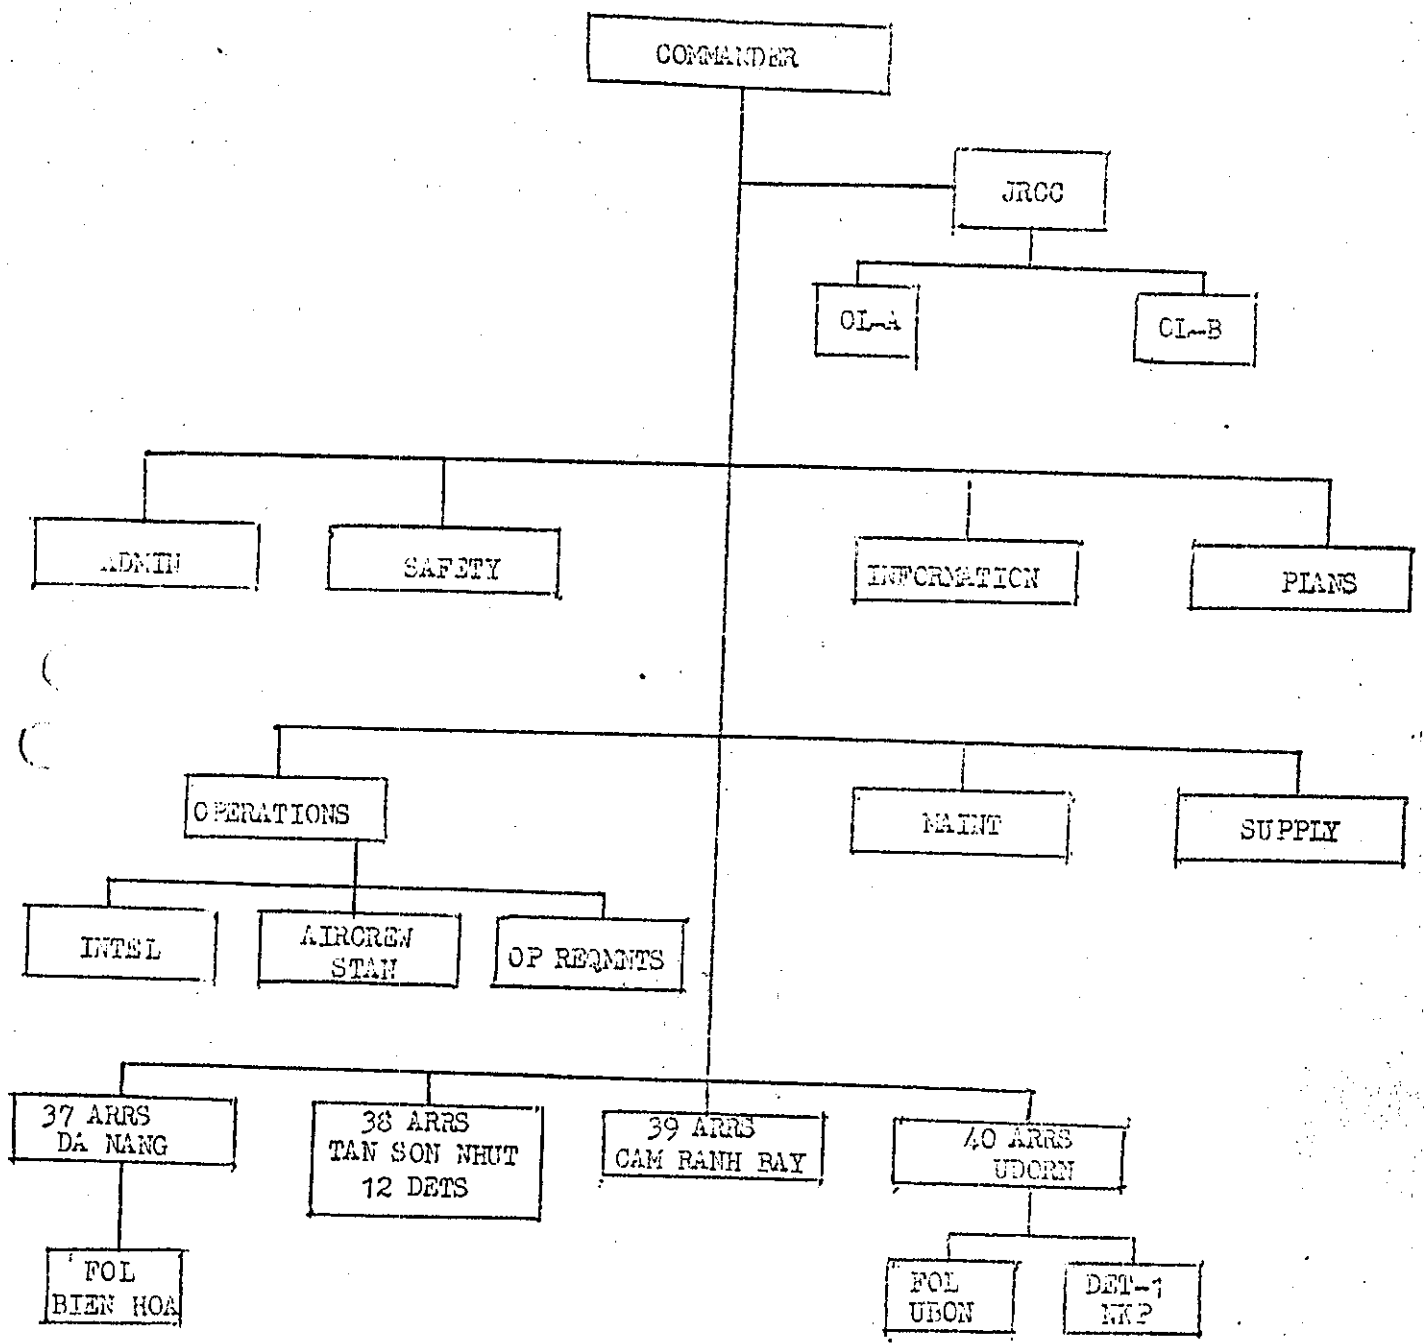 COMMANDER
JRCC
OL-A
OL-B
ADMIN
SAFETY
INFORMATION
PLANS
OPERATIONS
MAINT
SUPPLY
INTEL
AIRCREW
STAN
OP REQMNTS
37 ARRS
DA NANG
38 ARRS
TAN SON NHUT
12 DETS
39 ARRS
CAM RANH BAY
40 ARRS
UDORN
FOL
BIEN HOA
FOL
UBON
DET-1
NKP